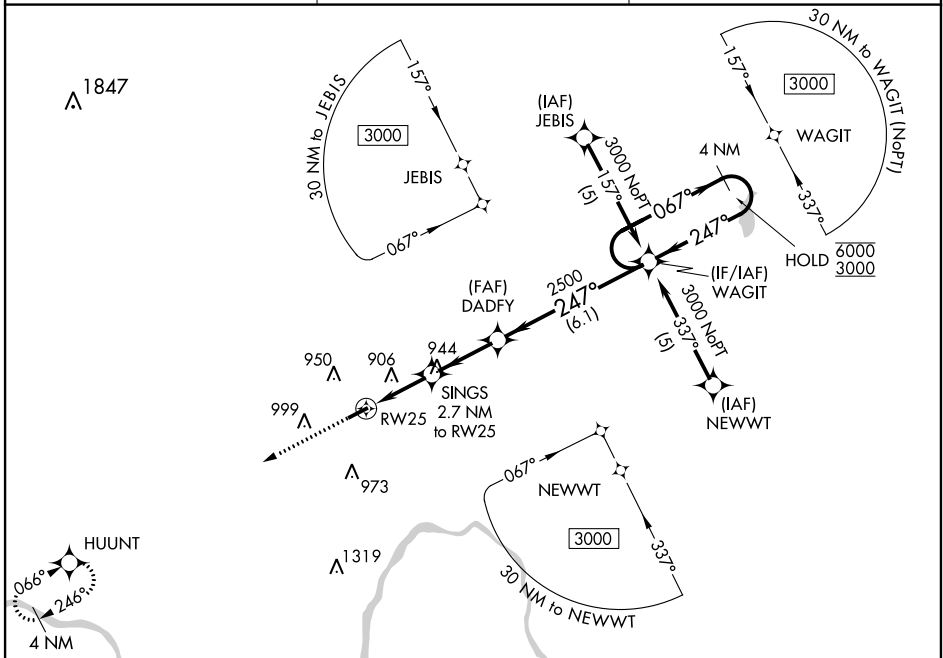 1847
30 NM to JEBIS
157°
3000
JEBIS
067°
(IAF)
JEBIS
3000 NoPT
157°
(5)
4 NM
067°
247°
30 NM to WAGIT (NoPT)
157°
3000
WAGIT
337°
HOLD
6000
3000
(IF/IAF)
WAGIT
2500
247°
(6.1)
(FAF)
DADFY
3000 NoPT
337°
(5)
(IAF)
NEWWT
950
906
944
SINGS
2.7 NM
to RW25
999
RW25
973
067°
NEWWT
3000
337°
30 NM to NEWWT
1319
HUUNT
066°
246°
4 NM